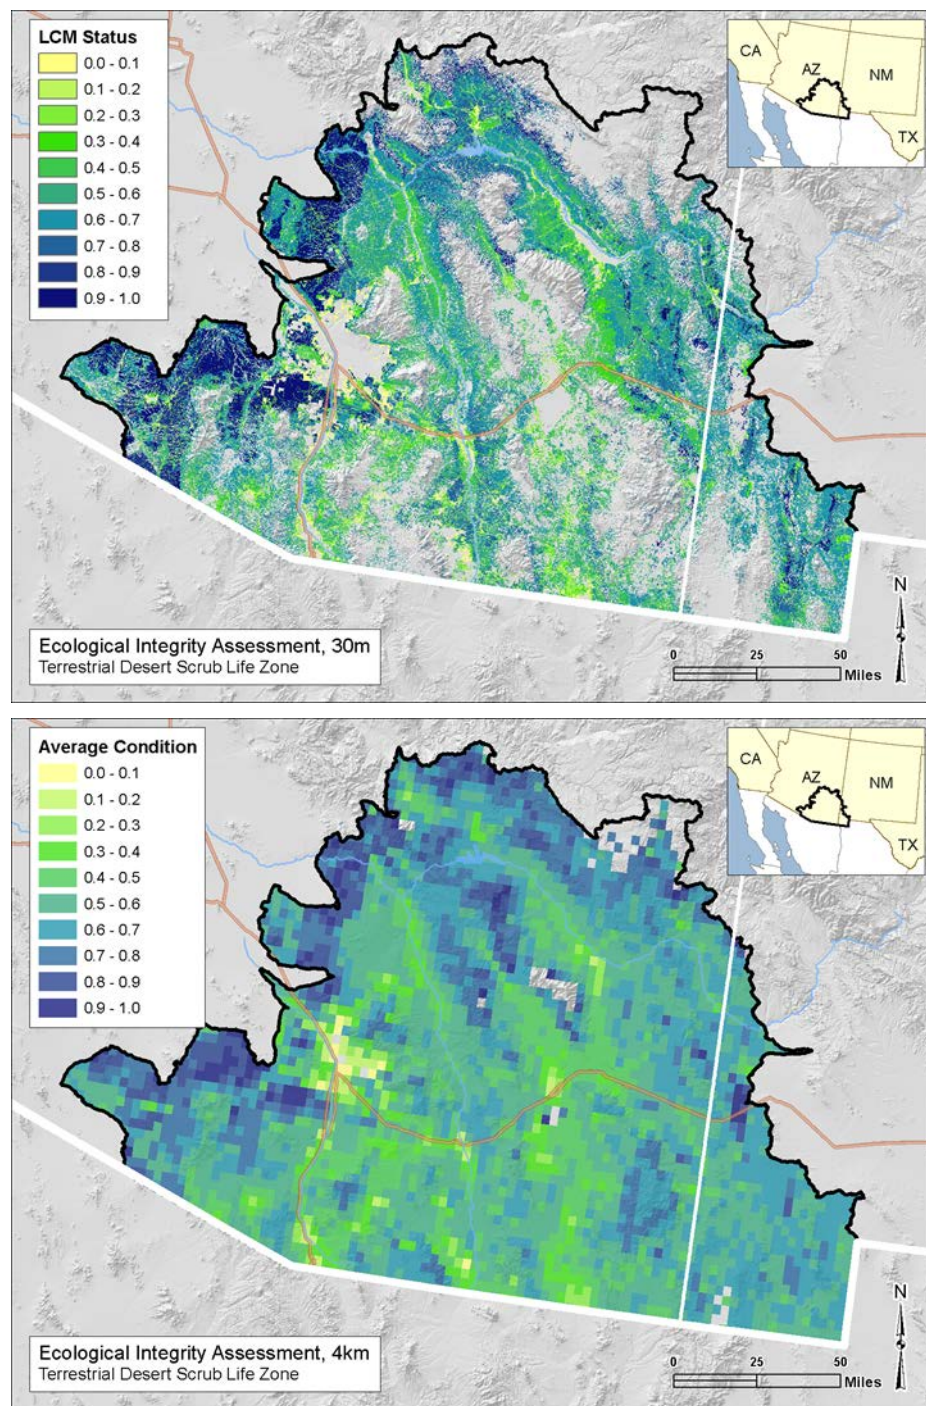 LCM Status
0.0 - 0.1
0.1 - 0.2
0.2 - 0.3
0.3 - 0.4
0.4 - 0.5
0.5 - 0.6
0.6 - 0.7
0.7 - 0.8
0.8 - 0.9
0.9 - 1.0
CA
AZ
NM
TX
N
0 25 50
Miles
Ecological Integrity Assessment, 30m
Terrestrial Desert Scrub Life Zone
Average Condition
0.0 - 0.1
0.1 - 0.2
0.2 - 0.3
0.3 - 0.4
0.4 - 0.5
0.5 - 0.6
0.6 - 0.7
0.7 - 0.8
0.8 - 0.9
0.9 - 1.0
CA
AZ
NM
TX
N
0 25 50
Miles
Ecological Integrity Assessment, 4km
Terrestrial Desert Scrub Life Zone